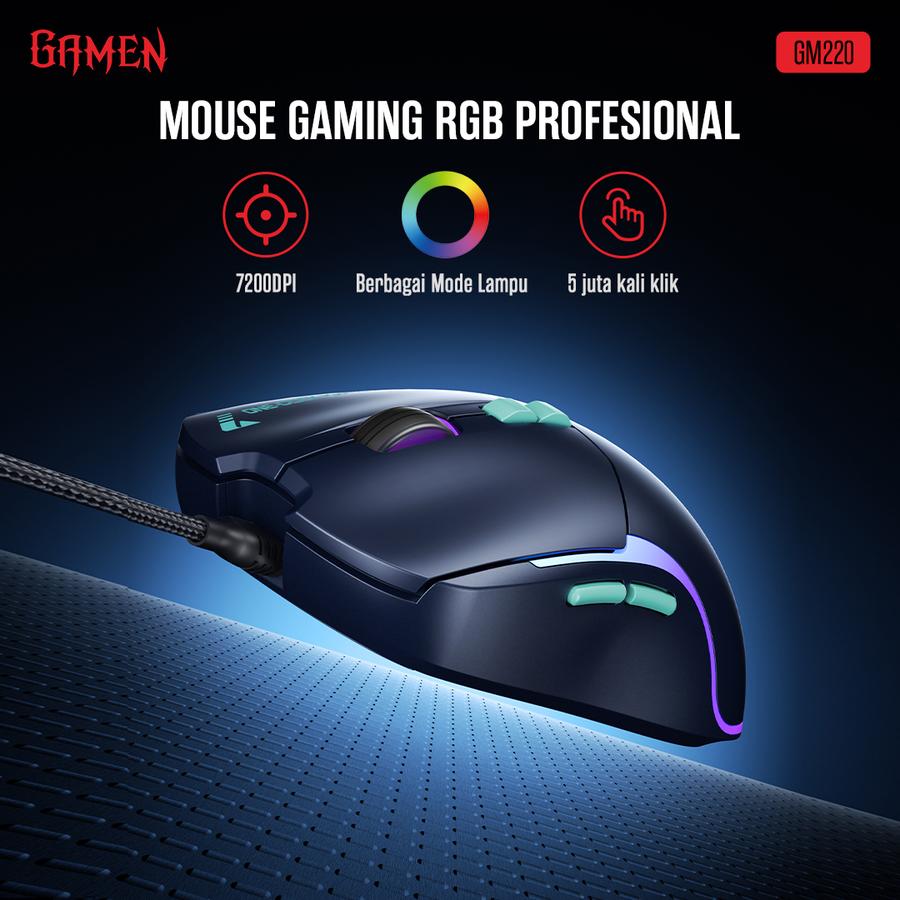 GAMEN
GM220
MOUSE GAMING RGB PROFESIONAL
7200DPI
Berbagai Mode Lampu
5 juta kali klik